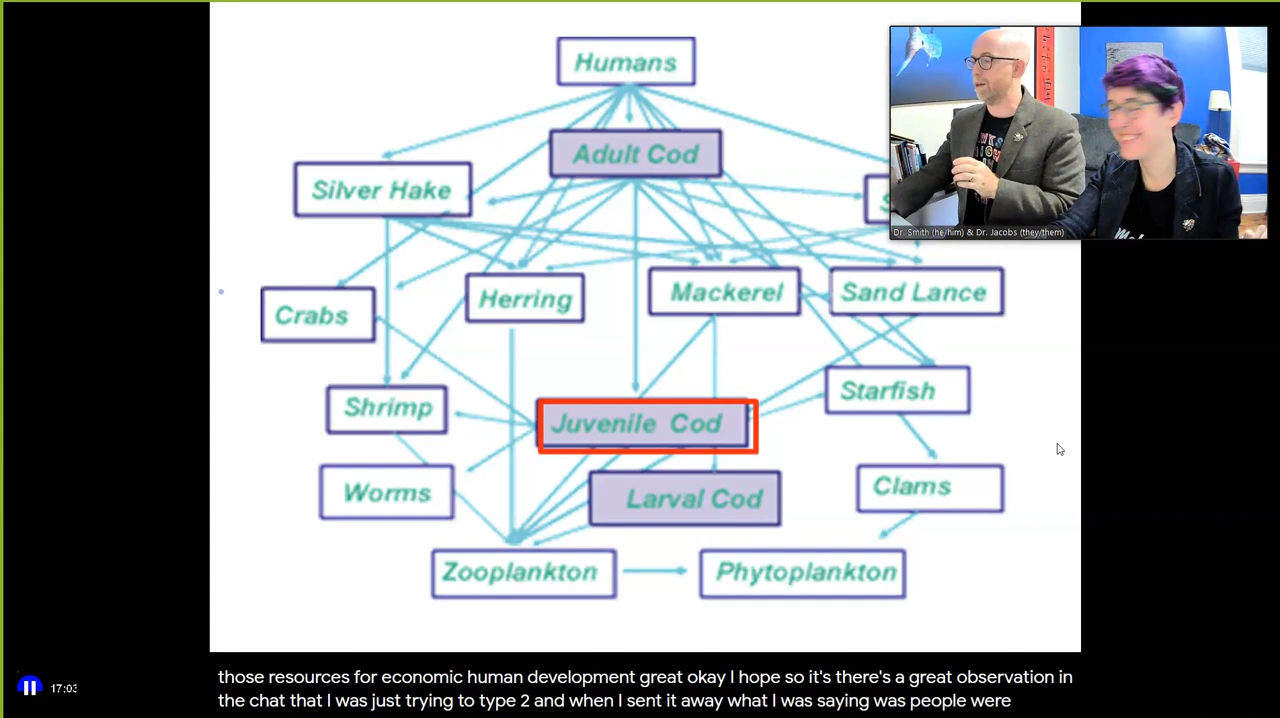 Humans
Adult Cod
Silver Hake
Herring
Mackerel
Sand Lance
Crabs
Starfish
Shrimp
Juvenile Cod
Worms
Larval Cod
Clams
Zooplankton
Phytoplankton
Dr. Smith (he/him) & Dr. Jacobs (they/them)
17:03
those resources for economic human development great okay I hope so it's there's a great observation in
the chat that I was just trying to type 2 and when I sent it away what I was saying was people were